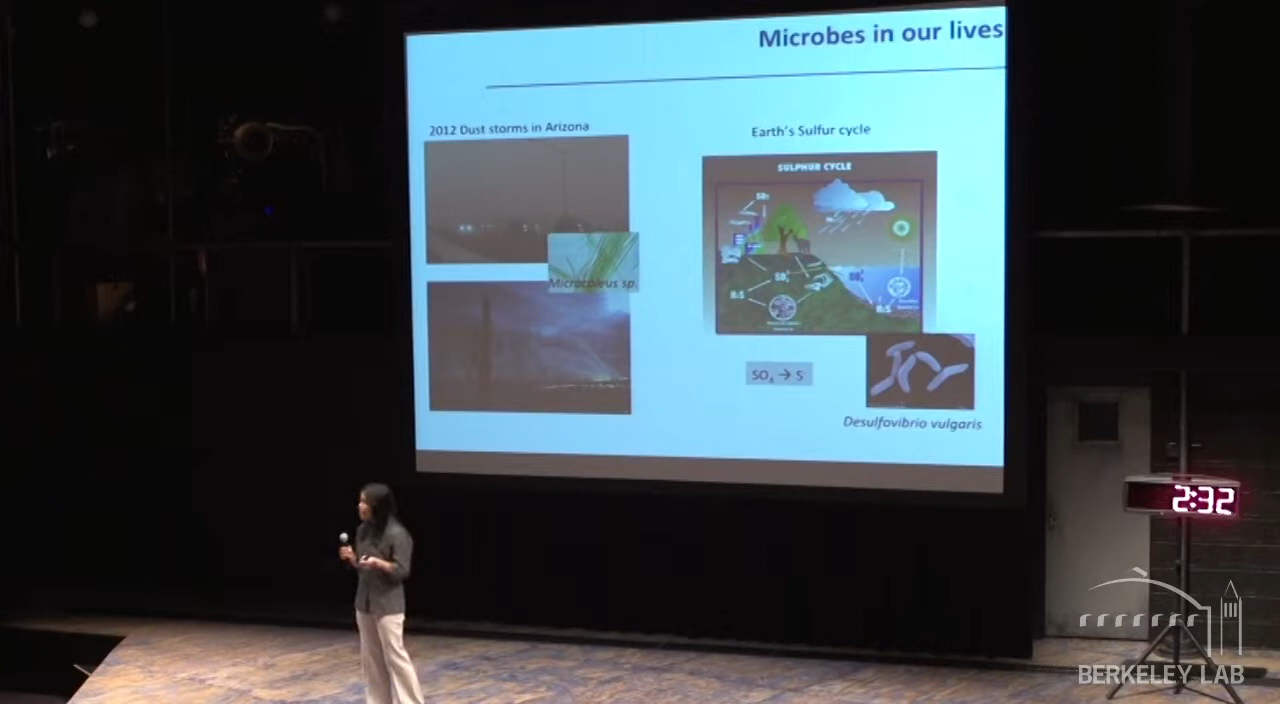 Microbes in our lives
2012 Dust storms in Arizona
Earth's Sulfur cycle
SULPHUR CYCLE
Microcoleus sp.
SO₄ → S
Desulfovibrio vulgaris
2:32
BERKELEY LAB